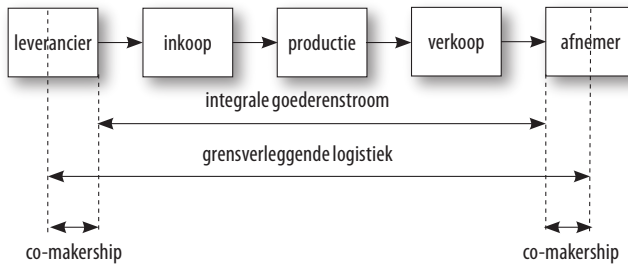 leverancier
inkoop
productie
verkoop
afnemer
integrale goederenstroom
grensverleggende logistiek
co-makership
co-makership